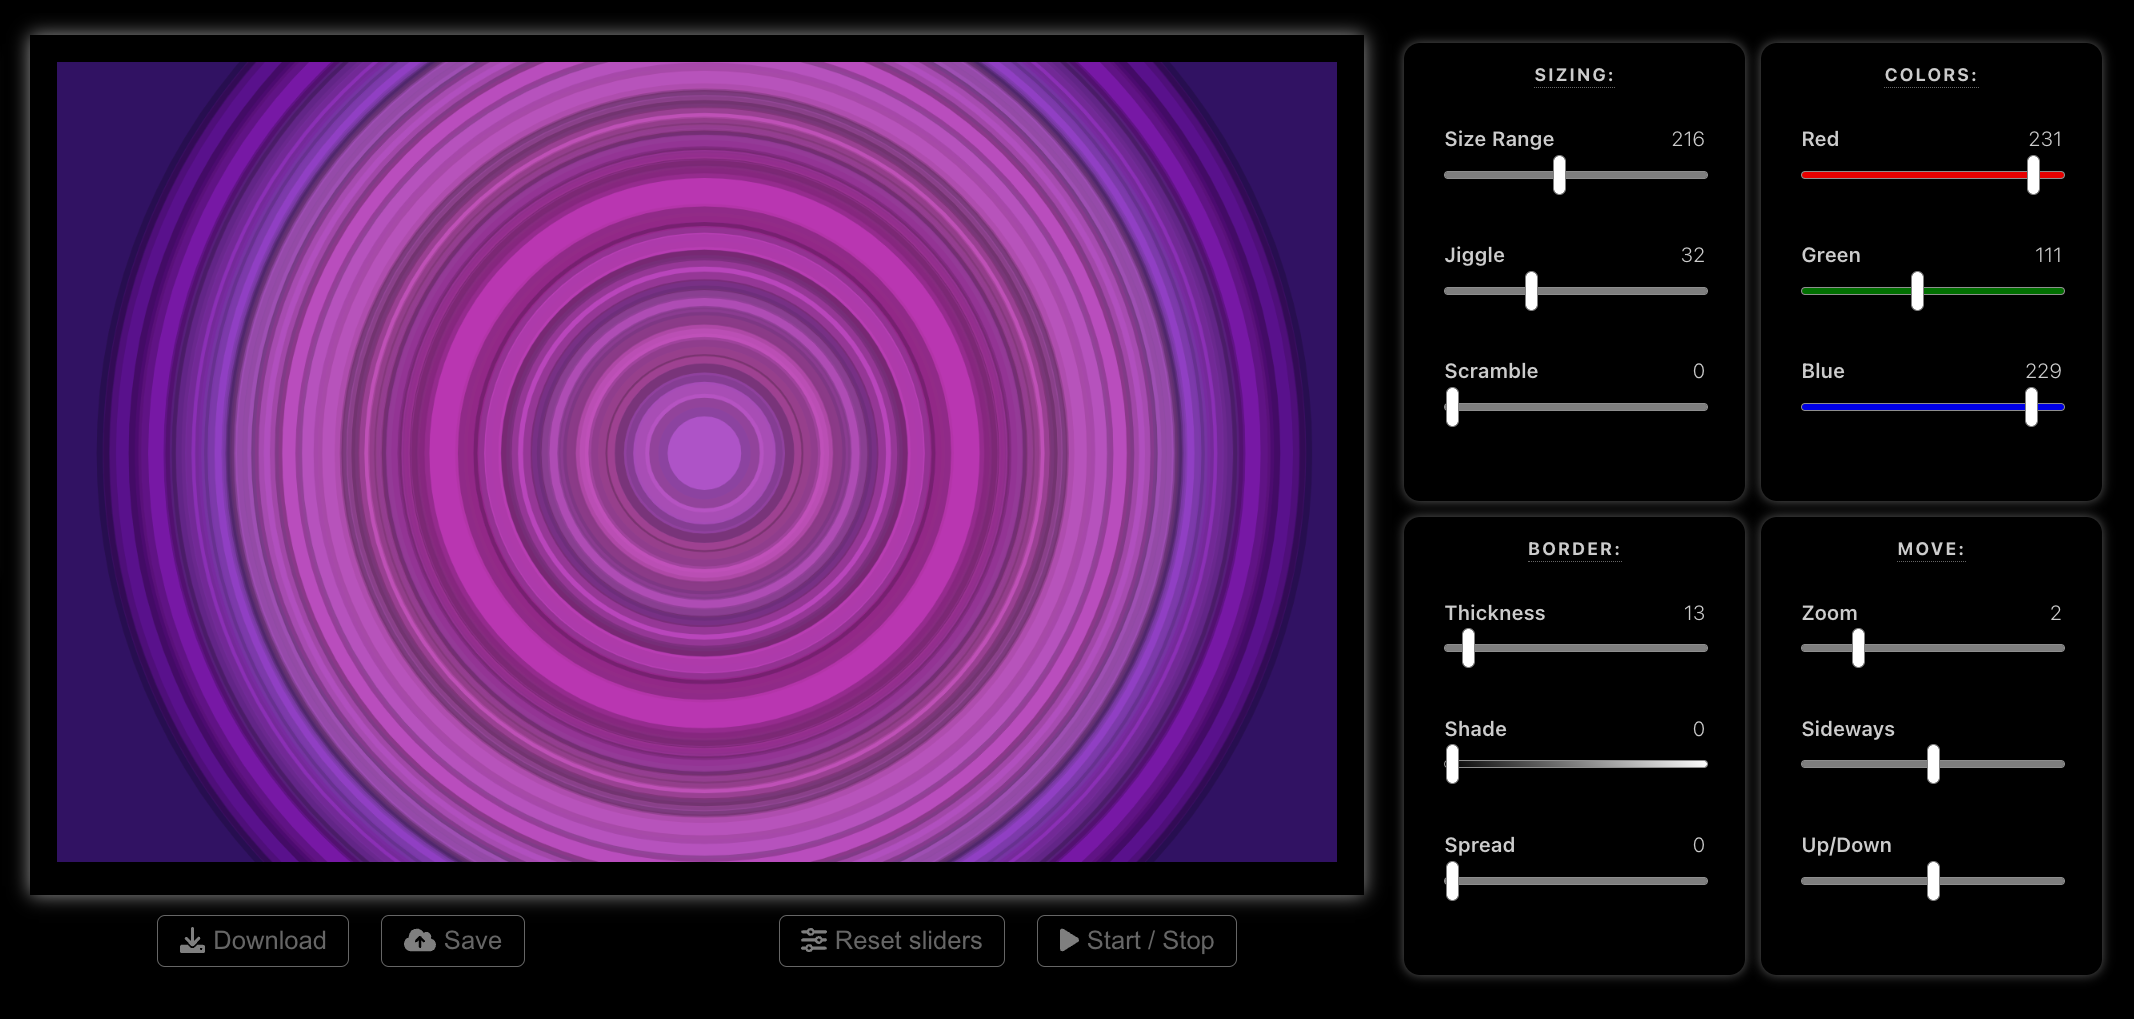 SIZING:
Size Range 216
Jiggle 32
Scramble 0
COLORS:
Red 231
Green 111
Blue 229
BORDER:
Thickness 13
Shade 0
Spread 0
MOVE:
Zoom 2
Sideways
Up/Down
Download
Save
Reset sliders
Start / Stop